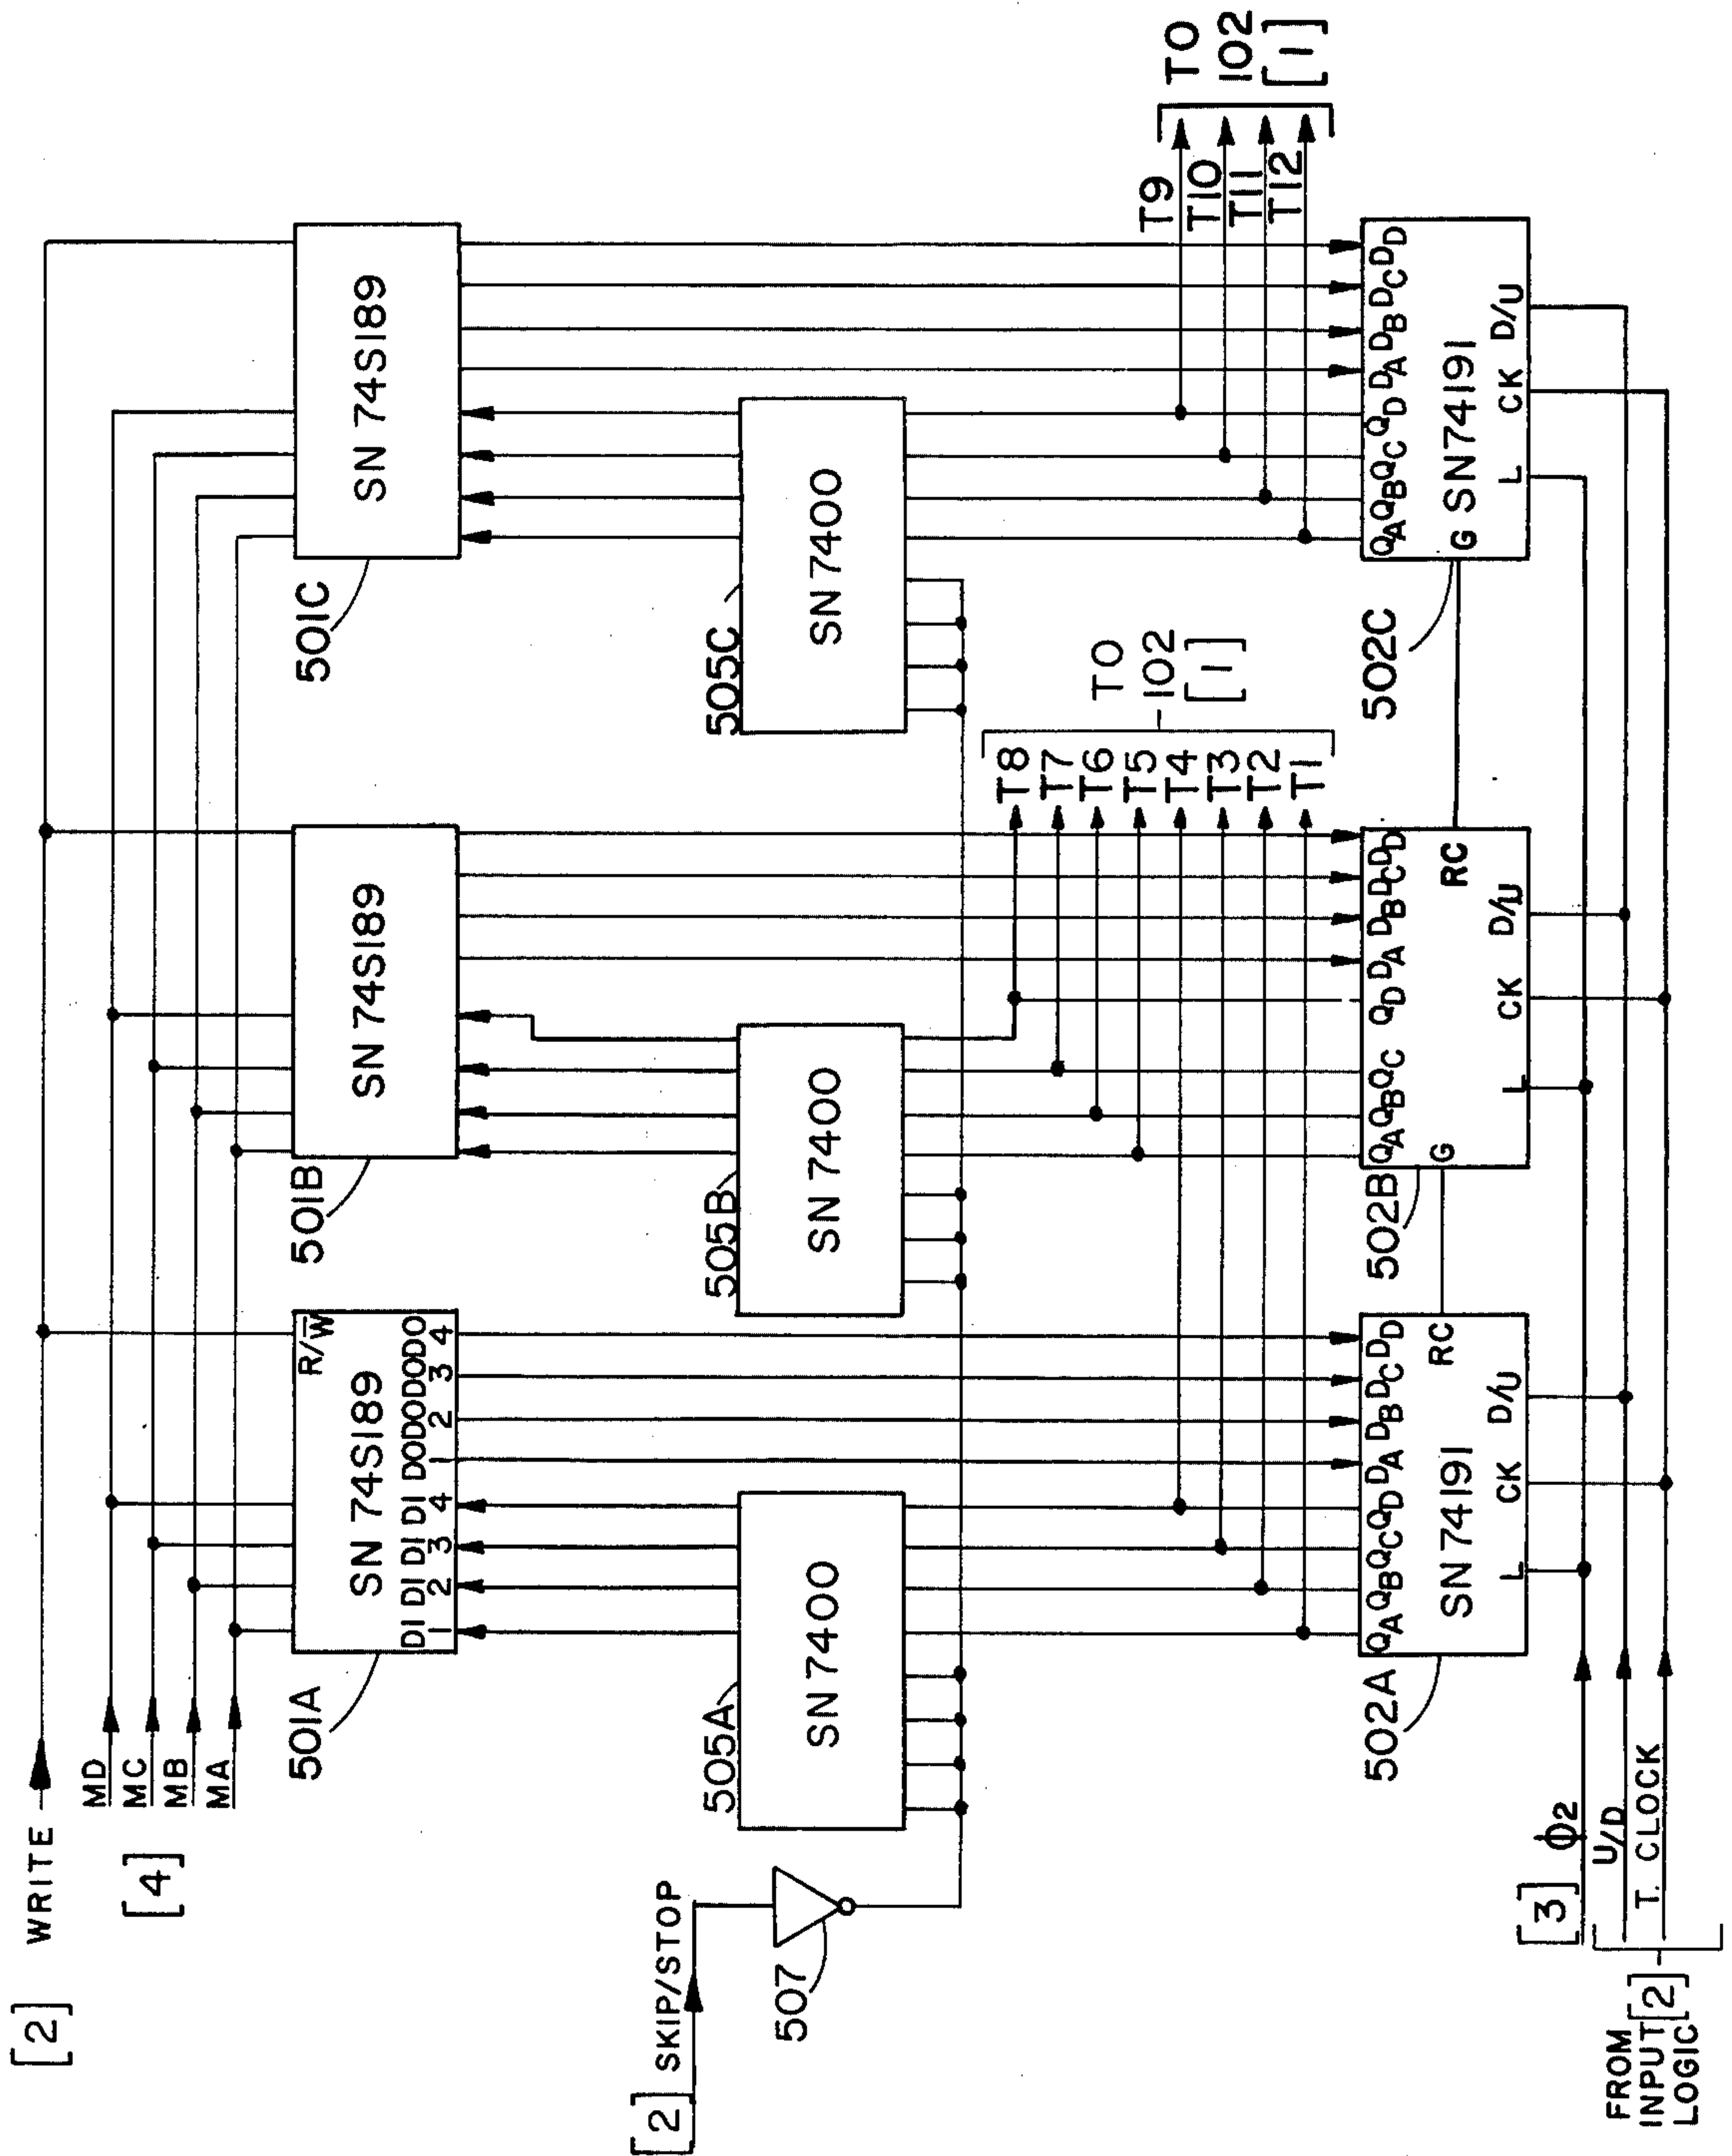 [2] WRITE
[4]
MD
MC
MB
MA
R/W̅
SN 74S189
DI DI DI DI DO DO DO DO
1 2 3 4 1 2 3 4
501A
SN 74S189
501B
SN 74S189
501C
[2] SKIP/STOP
507
SN 7400
505A
SN 7400
505B
SN 7400
505C
T8
T7
T6
T5
T4
T3
T2
T1
TO
102
[1]
T9
T10
T11
T12
TO
102
[1]
QA QB QC QD DA DB DC DD
RC
SN 74191
L CK D/U
502A
QA QB QC QD DA DB DC DD
G RC
L CK D/U
502B
QA QB QC QD DA DB DC DD
G SN74191
L CK D/U
502C
[3] ϕ2
U/D
T. CLOCK
FROM
INPUT [2]
LOGIC